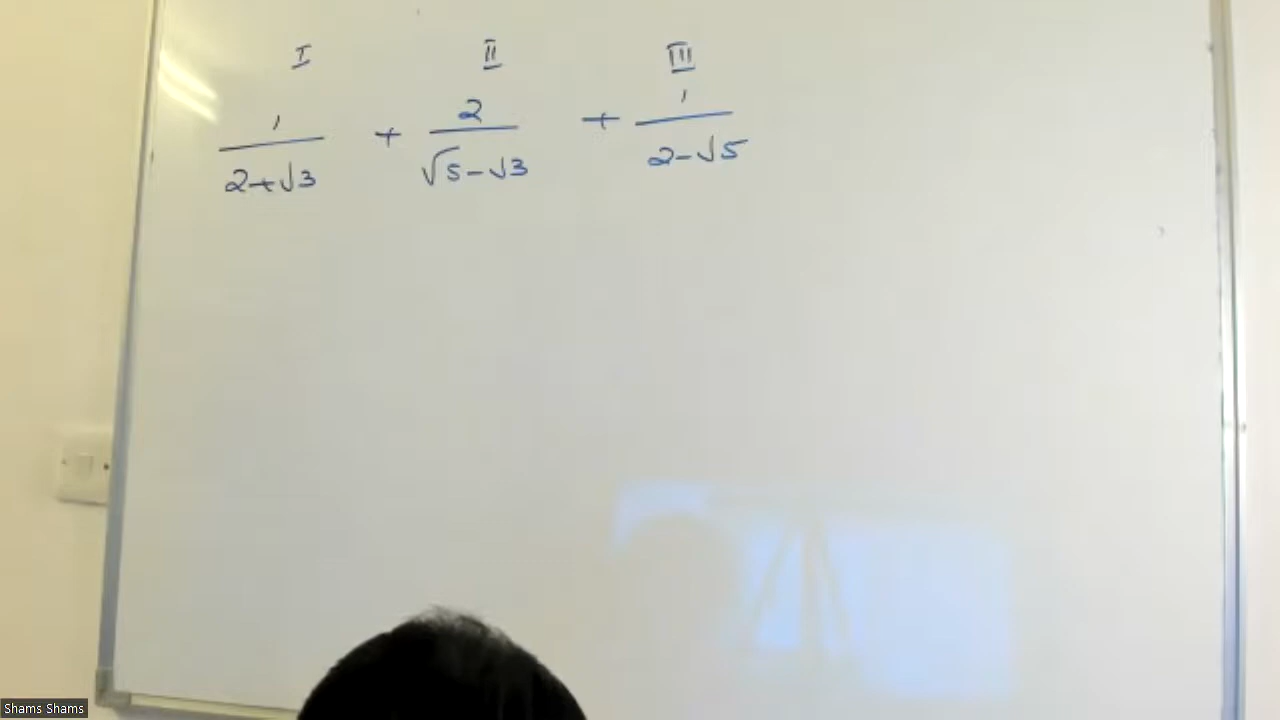 I II III
1/(2+√3) + 2/(√5-√3) + 1/(2-√5)
Shams Shams